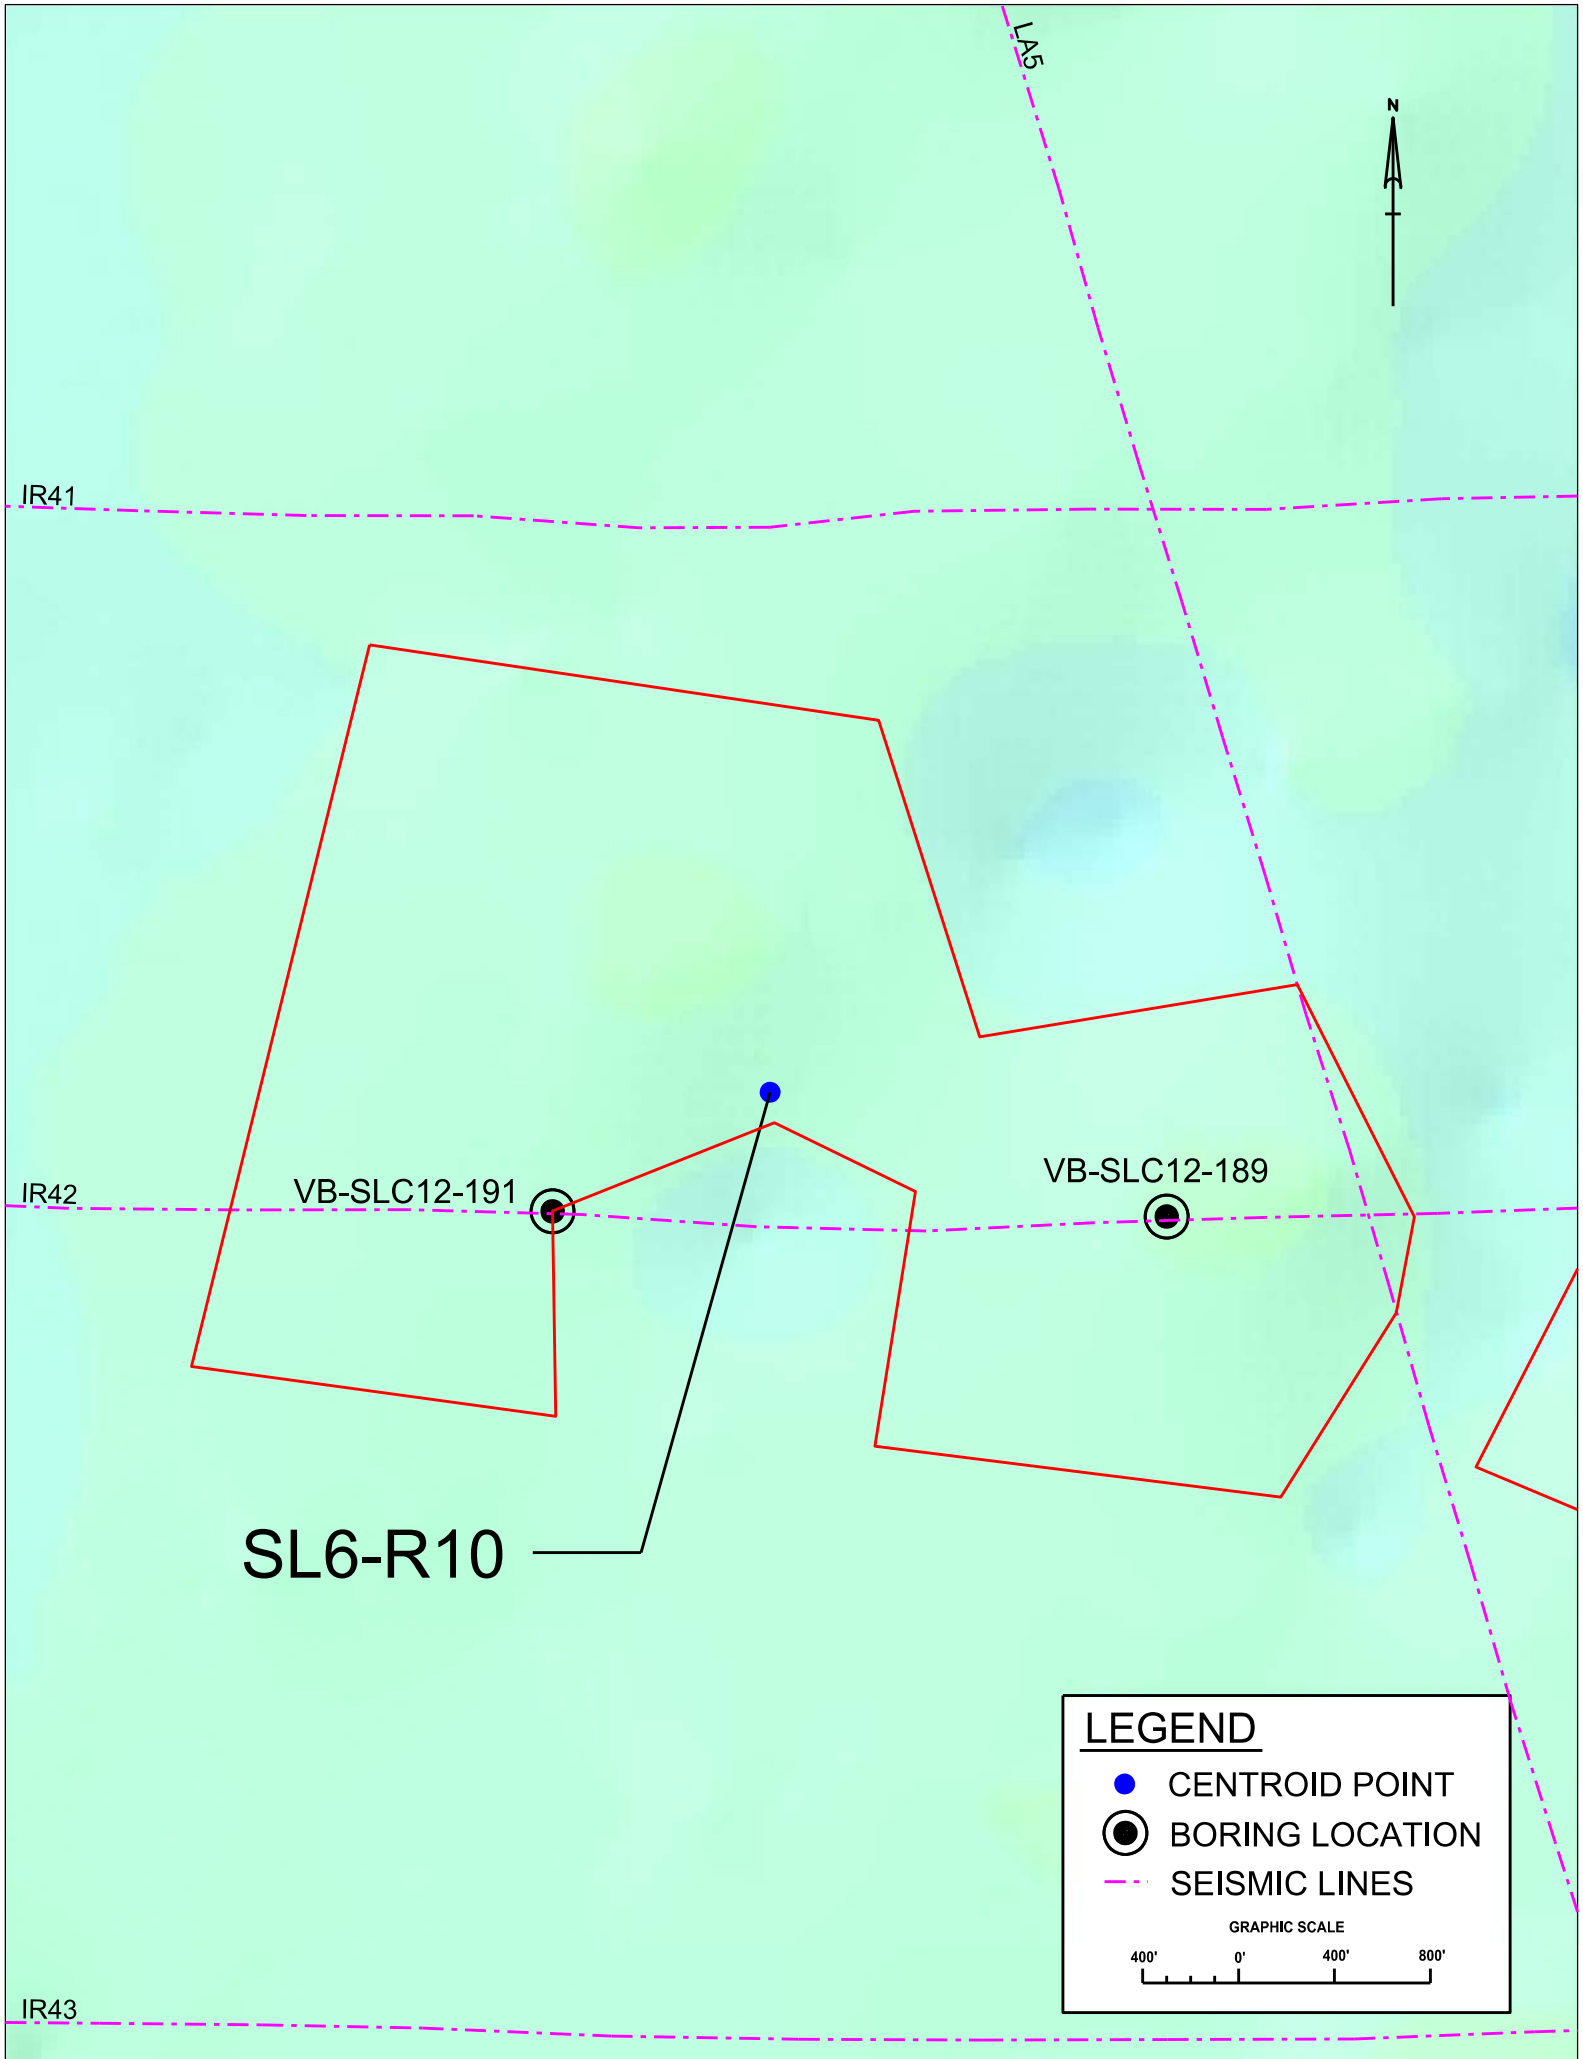 LA5
N
IR41
VB-SLC12-189
IR42
VB-SLC12-191
SL6-R10
LEGEND
CENTROID POINT
BORING LOCATION
SEISMIC LINES
GRAPHIC SCALE
400' 0' 400' 800'
IR43